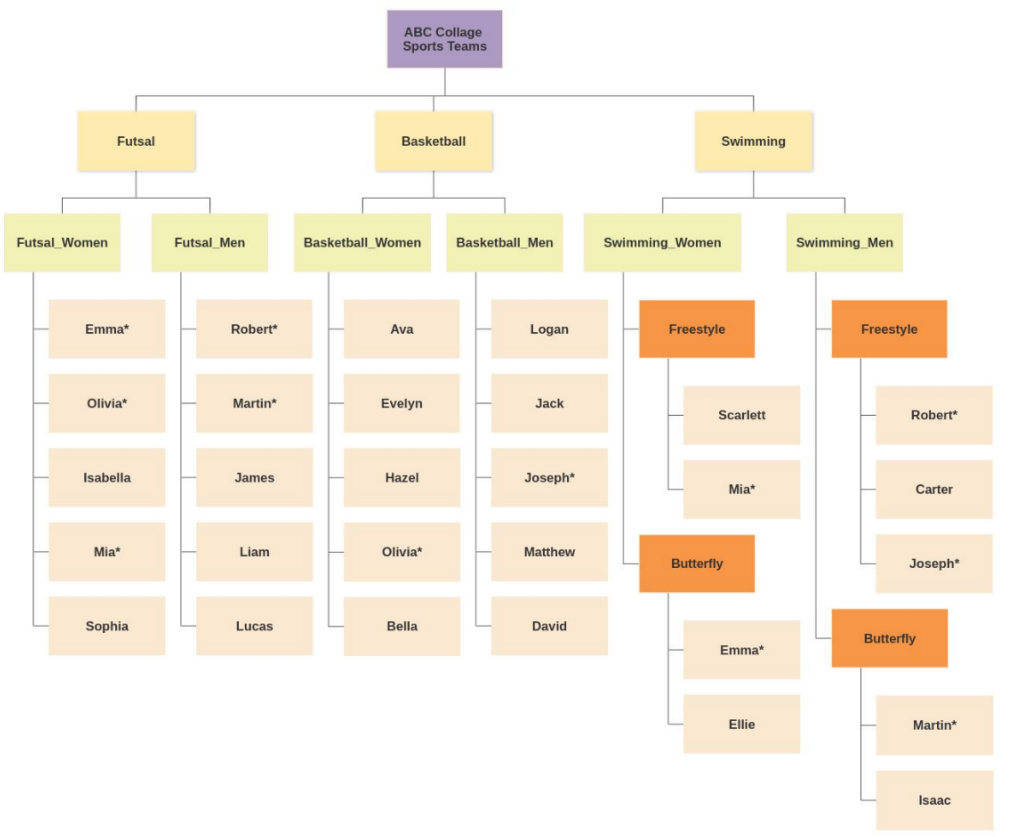 ABC Collage
Sports Teams
Futsal
Basketball
Swimming
Futsal_Women
Futsal_Men
Basketball_Women
Basketball_Men
Swimming_Women
Swimming_Men
Emma*
Olivia*
Isabella
Mia*
Sophia
Robert*
Martin*
James
Liam
Lucas
Ava
Evelyn
Hazel
Olivia*
Bella
Logan
Jack
Joseph*
Matthew
David
Freestyle
Scarlett
Mia*
Butterfly
Emma*
Ellie
Freestyle
Robert*
Carter
Joseph*
Butterfly
Martin*
Isaac